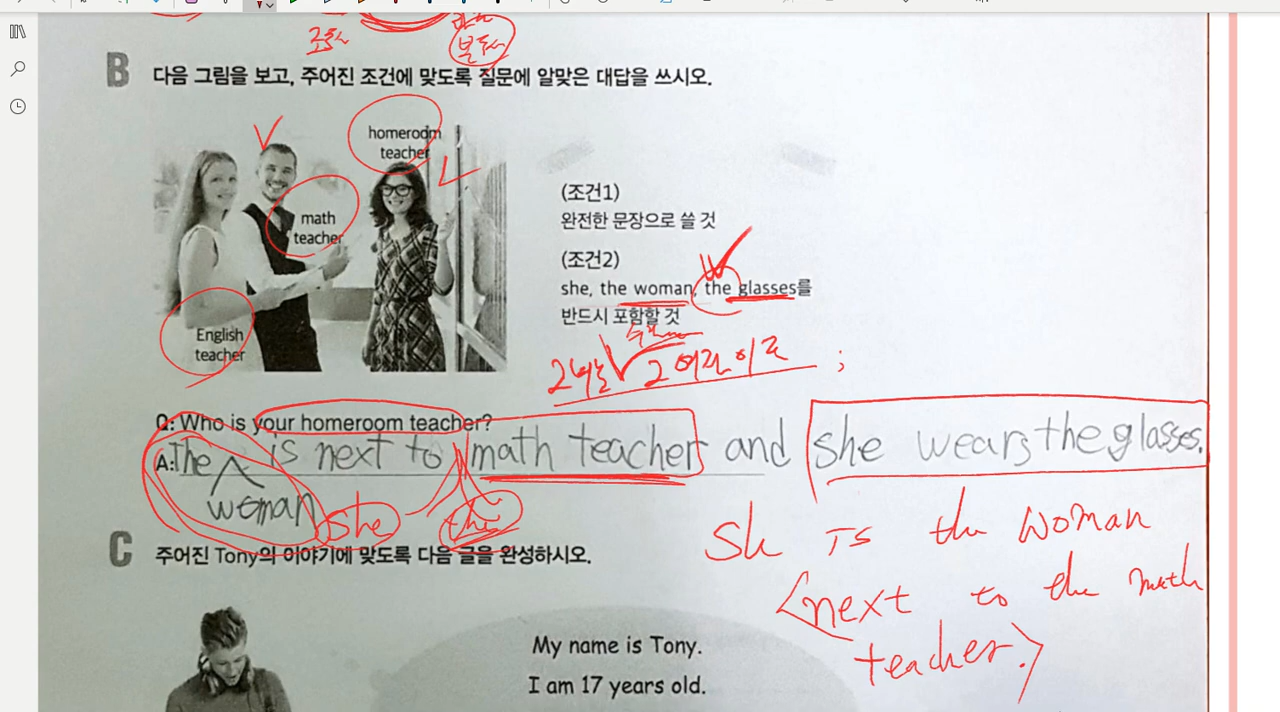 B 다음 그림을 보고, 주어진 조건에 맞도록 질문에 알맞은 대답을 쓰시오.
homeroom
teacher
math
teacher
English
teacher
(조건1)
완전한 문장으로 쓸 것
(조건2)
she, the woman, the glasses를
반드시 포함할 것
Q: Who is your homeroom teacher?
A: The is next to math teacher and she wears the glasses.
woman she the
She is the woman
<next to the math
teacher.>
C 주어진 Tony의 이야기에 맞도록 다음 글을 완성하시오.
My name is Tony.
I am 17 years old.